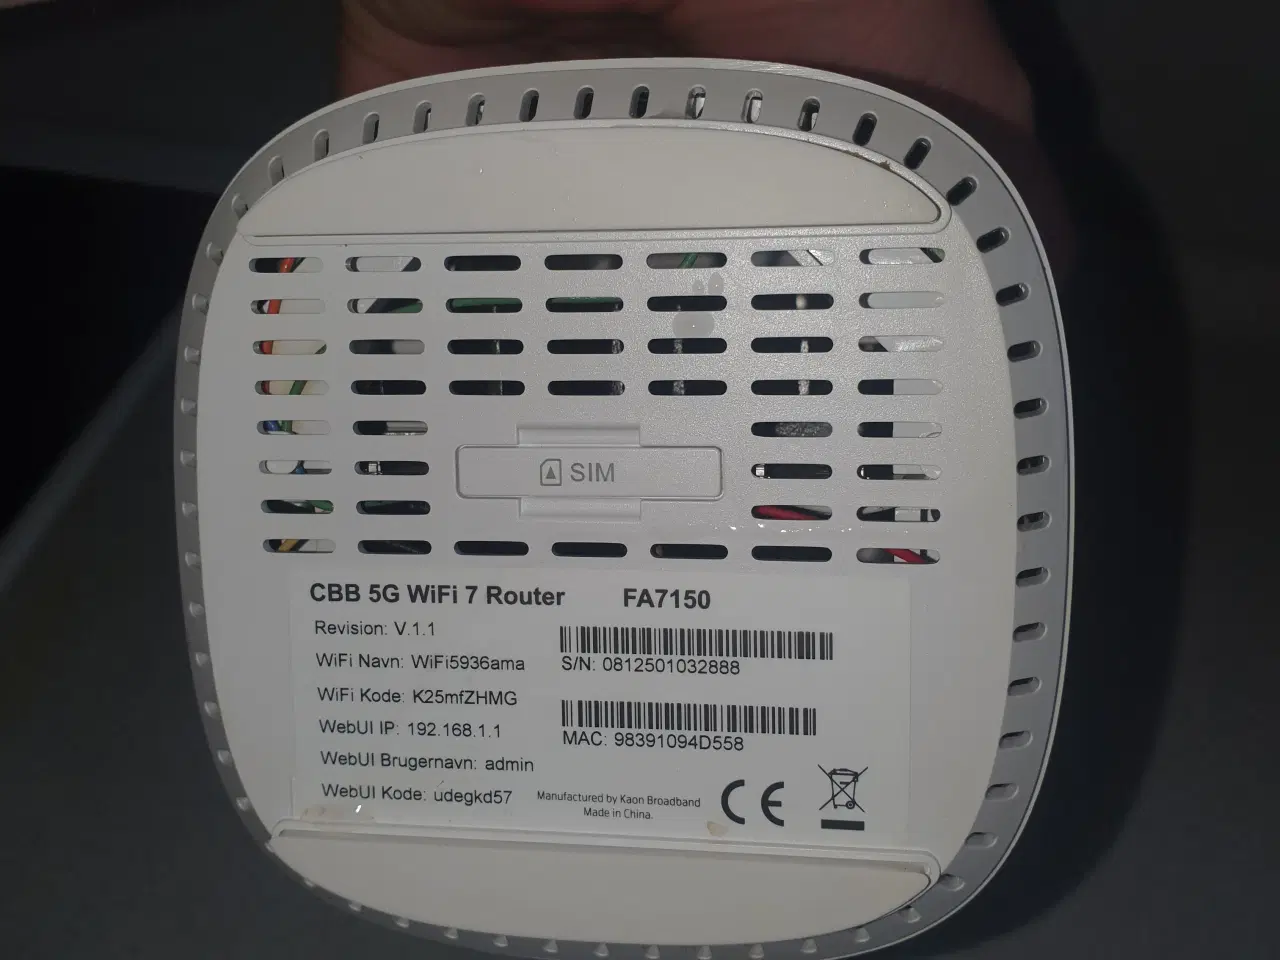 SIM
CBB 5G WiFi 7 Router FA7150
Revision: V.1.1
WiFi Navn: WiFi5936ama
WiFi Kode: K25mfZHMG
WebUI IP: 192.168.1.1
WebUI Brugernavn: admin
WebUI Kode: udegkd57
S/N: 0812501032888
MAC: 98391094D558
Manufactured by Kaon Broadband
Made in China.
CE